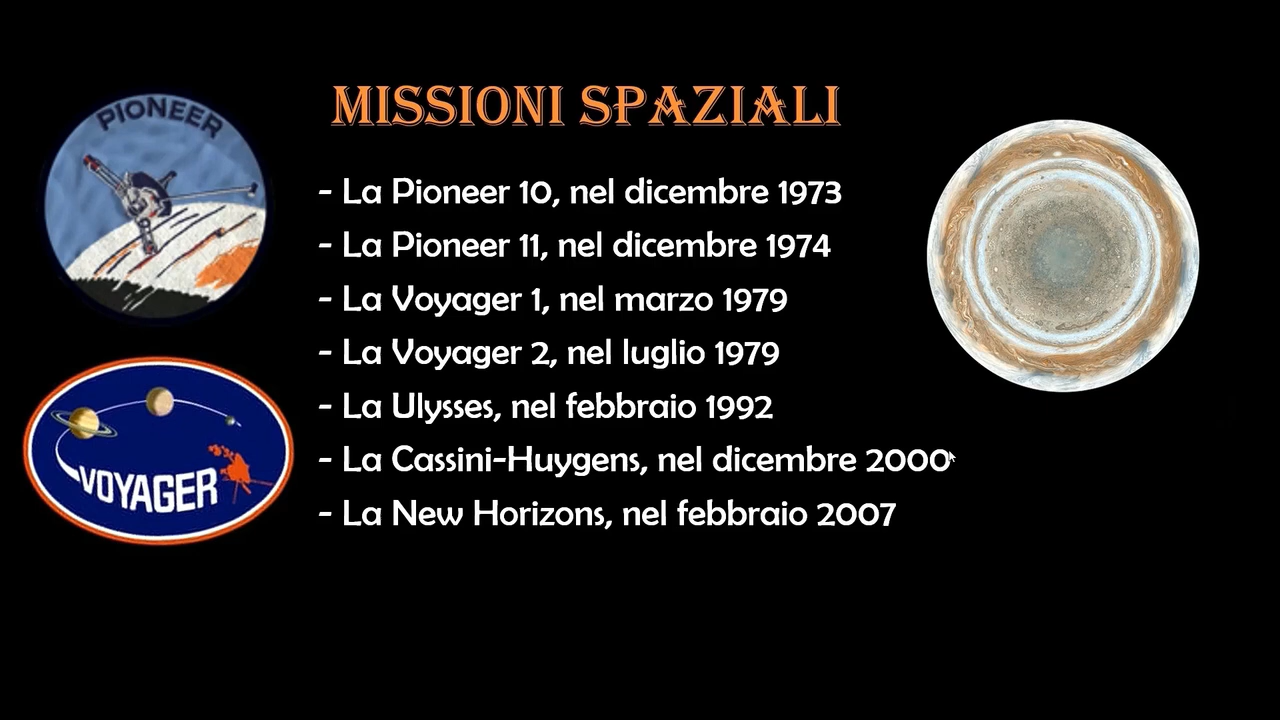 PIONEER
MISSIONI SPAZIALI
- La Pioneer 10, nel dicembre 1973
- La Pioneer 11, nel dicembre 1974
- La Voyager 1, nel marzo 1979
- La Voyager 2, nel luglio 1979
- La Ulysses, nel febbraio 1992
- La Cassini-Huygens, nel dicembre 2000
- La New Horizons, nel febbraio 2007
VOYAGER